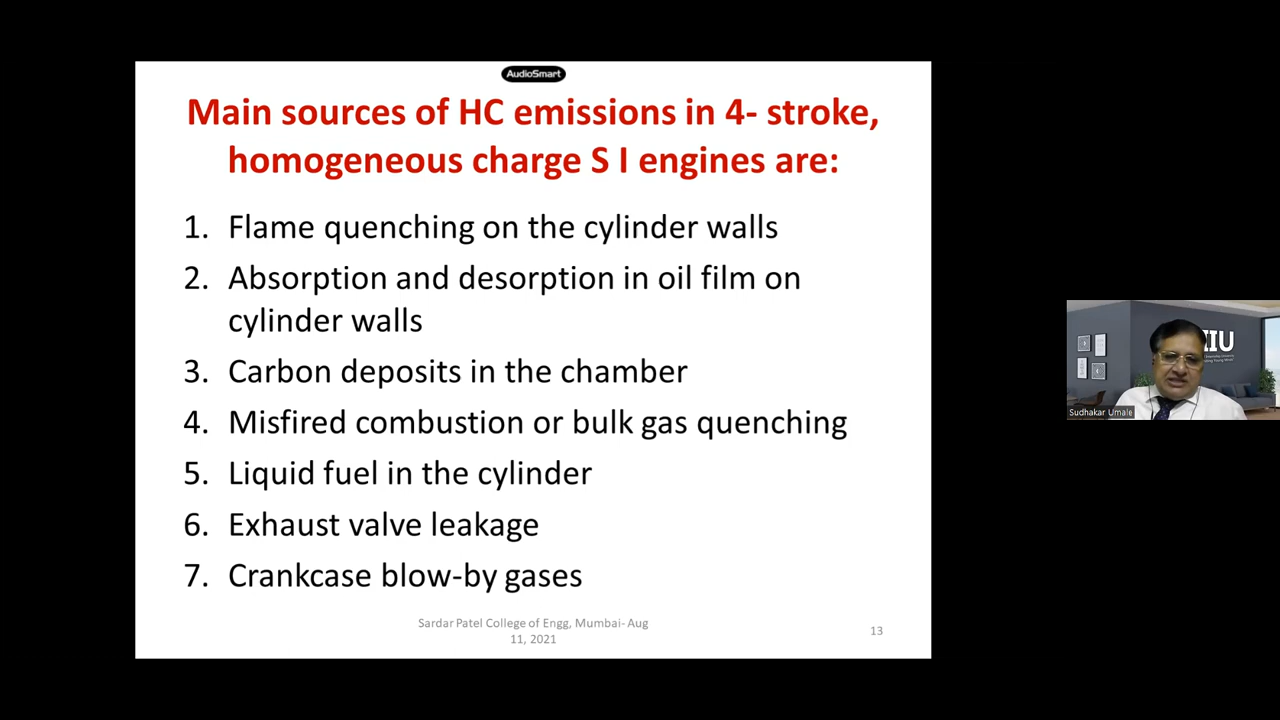 AudioSmart
Main sources of HC emissions in 4- stroke,
homogeneous charge S I engines are:
1. Flame quenching on the cylinder walls
2. Absorption and desorption in oil film on
cylinder walls
3. Carbon deposits in the chamber
4. Misfired combustion or bulk gas quenching
5. Liquid fuel in the cylinder
6. Exhaust valve leakage
7. Crankcase blow-by gases
Sardar Patel College of Engg, Mumbai- Aug
11, 2021
13
IIU
Sudhakar Umale